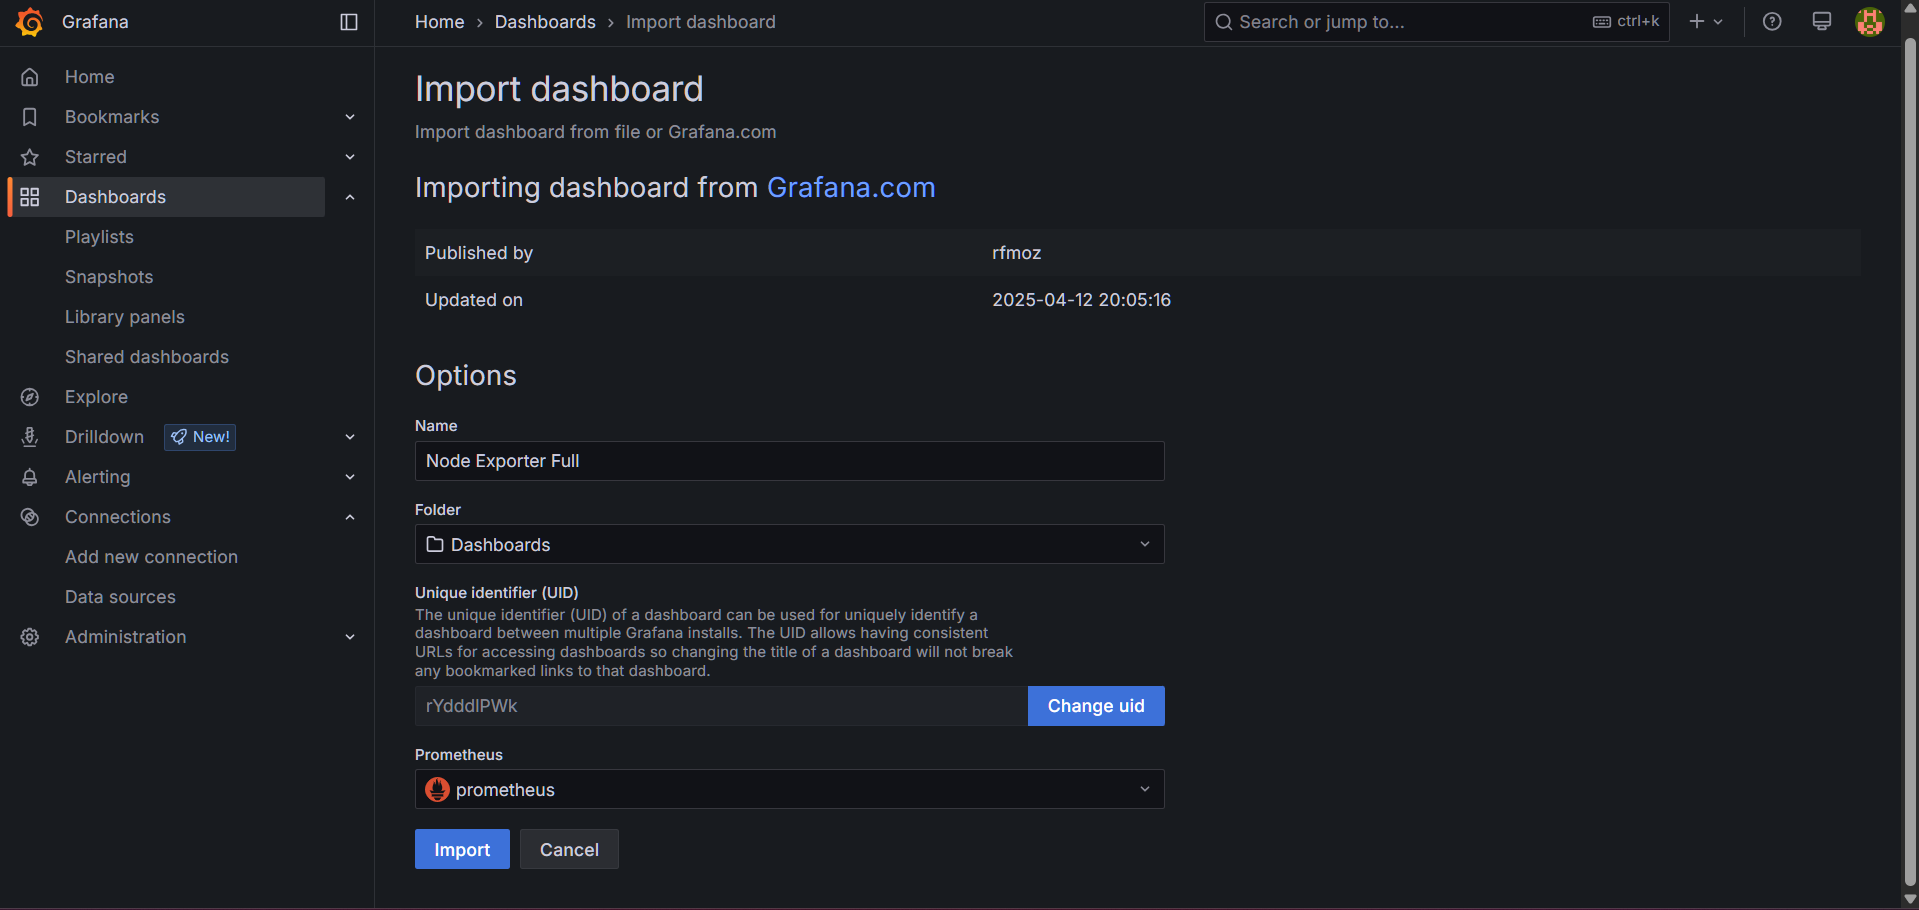 Grafana
Home
Dashboards
Import dashboard
Search or jump to...
ctrl+k
Home
Bookmarks
Starred
Dashboards
Playlists
Snapshots
Library panels
Shared dashboards
Explore
Drilldown New!
Alerting
Connections
Add new connection
Data sources
Administration
Import dashboard
Import dashboard from file or Grafana.com
Importing dashboard from Grafana.com
Published by rfmoz
Updated on 2025-04-12 20:05:16
Options
Name
Node Exporter Full
Folder
Dashboards
Unique identifier (UID)
The unique identifier (UID) of a dashboard can be used for uniquely identify a
dashboard between multiple Grafana installs. The UID allows having consistent
URLs for accessing dashboards so changing the title of a dashboard will not break
any bookmarked links to that dashboard.
rYdddlPWk
Change uid
Prometheus
prometheus
Import
Cancel